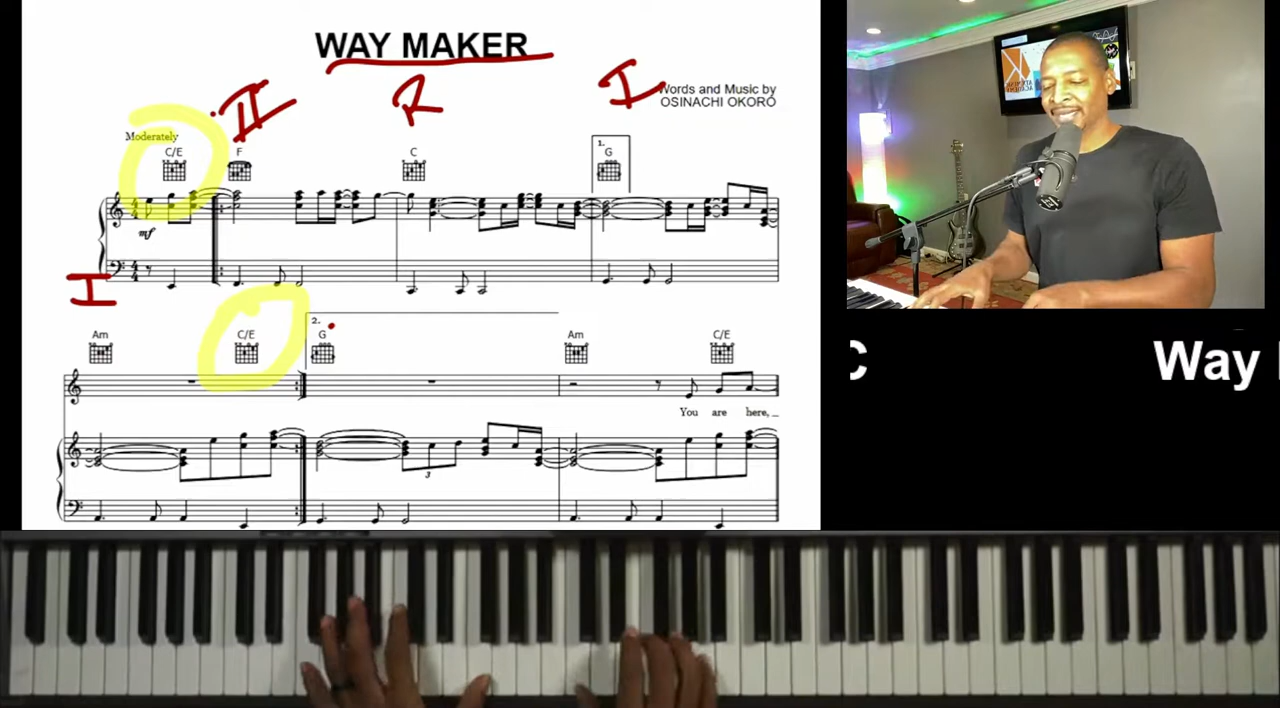 WAY MAKER
II
R
I
Words and Music by
OSINACHI OKORO
Moderately
C/E
F
C
1.
G
mf
I
Am
C/E
2.
G
Am
C/E
You are here,
3
C
Way